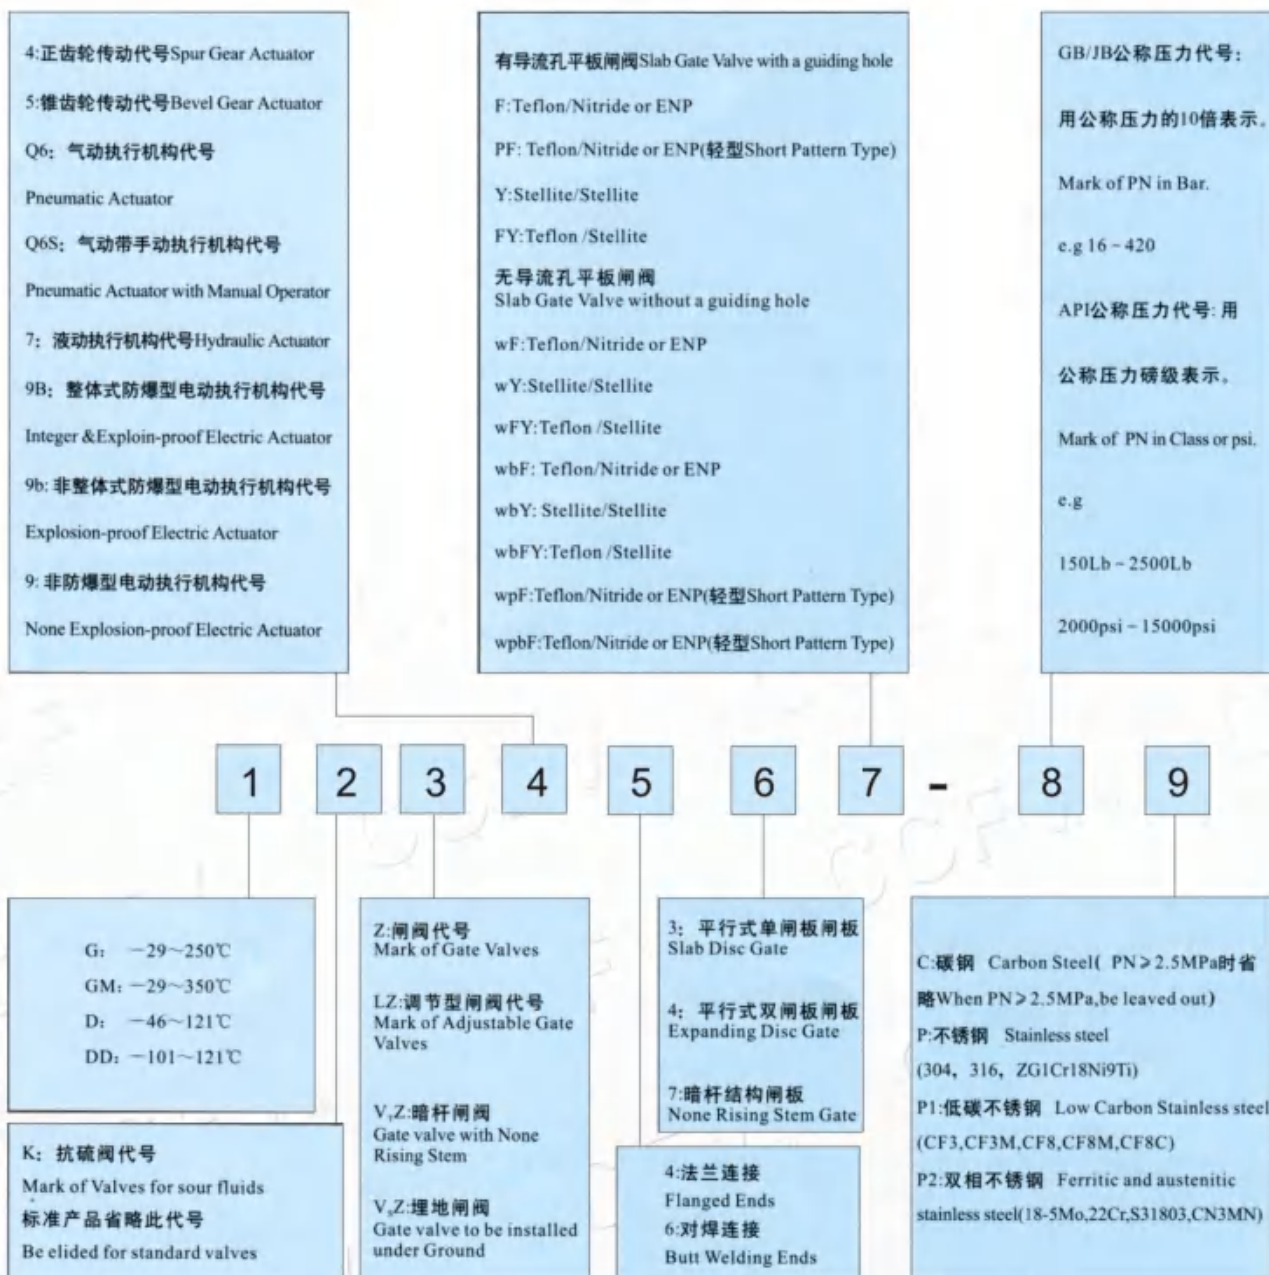 4:正齿轮传动代号Spur Gear Actuator
5:锥齿轮传动代号Bevel Gear Actuator
Q6：气动执行机构代号
Pneumatic Actuator
Q6S：气动带手动执行机构代号
Pneumatic Actuator with Manual Operator
7：液动执行机构代号Hydraulic Actuator
9B：整体式防爆型电动执行机构代号
Integer &Exploin-proof Electric Actuator
9b: 非整体式防爆型电动执行机构代号
Explosion-proof Electric Actuator
9: 非防爆型电动执行机构代号
None Explosion-proof Electric Actuator
有导流孔平板闸阀Slab Gate Valve with a guiding hole
F:Teflon/Nitride or ENP
PF: Teflon/Nitride or ENP(轻型Short Pattern Type)
Y:Stellite/Stellite
FY:Teflon /Stellite
无导流孔平板闸阀
Slab Gate Valve without a guiding hole
wF:Teflon/Nitride or ENP
wY:Stellite/Stellite
wFY:Teflon /Stellite
wbF: Teflon/Nitride or ENP
wbY: Stellite/Stellite
wbFY:Teflon /Stellite
wpF:Teflon/Nitride or ENP(轻型Short Pattern Type)
wpbF:Teflon/Nitride or ENP(轻型Short Pattern Type)
GB/JB公称压力代号：
用公称压力的10倍表示。
Mark of PN in Bar.
e.g 16－420
API公称压力代号: 用
公称压力磅级表示。
Mark of PN in Class or psi.
e.g
150Lb－2500Lb
2000psi－15000psi
1 2 3 4 5 6 7 - 8 9
G： －29～250℃
GM：－29～350℃
D： －46～121℃
DD：－101～121℃
K：抗硫阀代号
Mark of Valves for sour fluids
标准产品省略此代号
Be elided for standard valves
Z:闸阀代号
Mark of Gate Valves
LZ:调节型闸阀代号
Mark of Adjustable Gate
Valves
Z:暗杆闸阀
Gate valve with None
Rising Stem
Z:埋地闸阀
Gate valve to be installed
under Ground
3：平行式单闸板闸板
Slab Disc Gate
4：平行式双闸板闸板
Expanding Disc Gate
7:暗杆结构闸板
None Rising Stem Gate
4:法兰连接
Flanged Ends
6:对焊连接
Butt Welding Ends
C:碳钢 Carbon Steel( PN≥2.5MPa时省
略When PN≥2.5MPa,be leaved out)
P:不锈钢 Stainless steel
(304，316，ZG1Cr18Ni9Ti)
P1:低碳不锈钢 Low Carbon Stainless steel
(CF3,CF3M,CF8,CF8M,CF8C)
P2:双相不锈钢 Ferritic and austenitic
stainless steel(18-5Mo,22Cr,S31803,CN3MN)